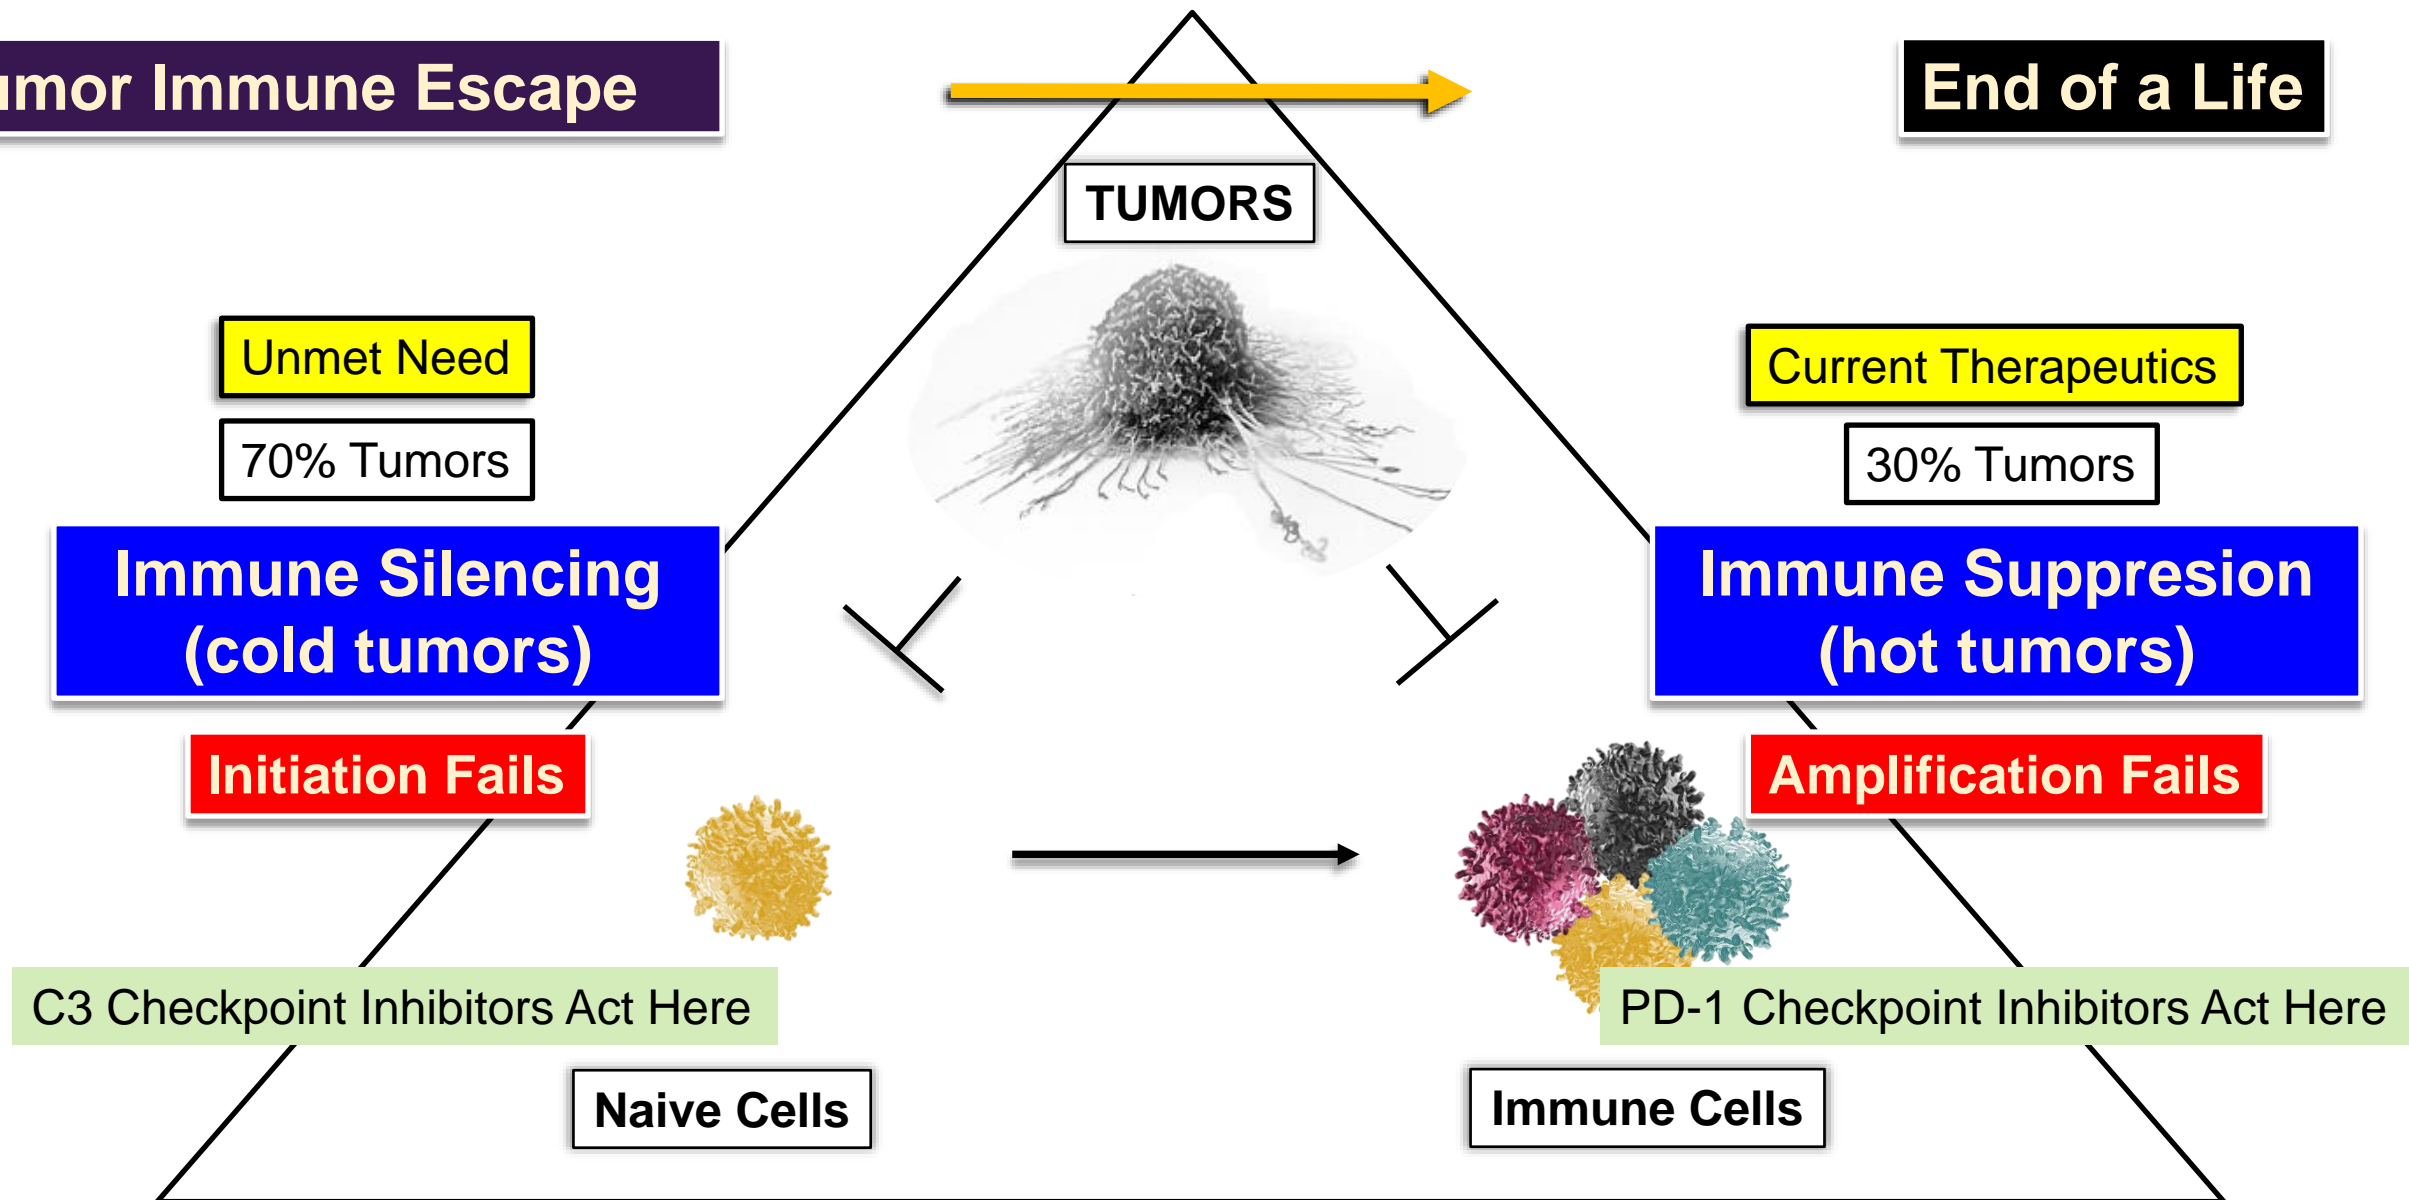 umor Immune Escape
End of a Life
TUMORS
Unmet Need
70% Tumors
Immune Silencing
(cold tumors)
Initiation Fails
Current Therapeutics
30% Tumors
Immune Suppresion
(hot tumors)
Amplification Fails
C3 Checkpoint Inhibitors Act Here
PD-1 Checkpoint Inhibitors Act Here
Naive Cells
Immune Cells